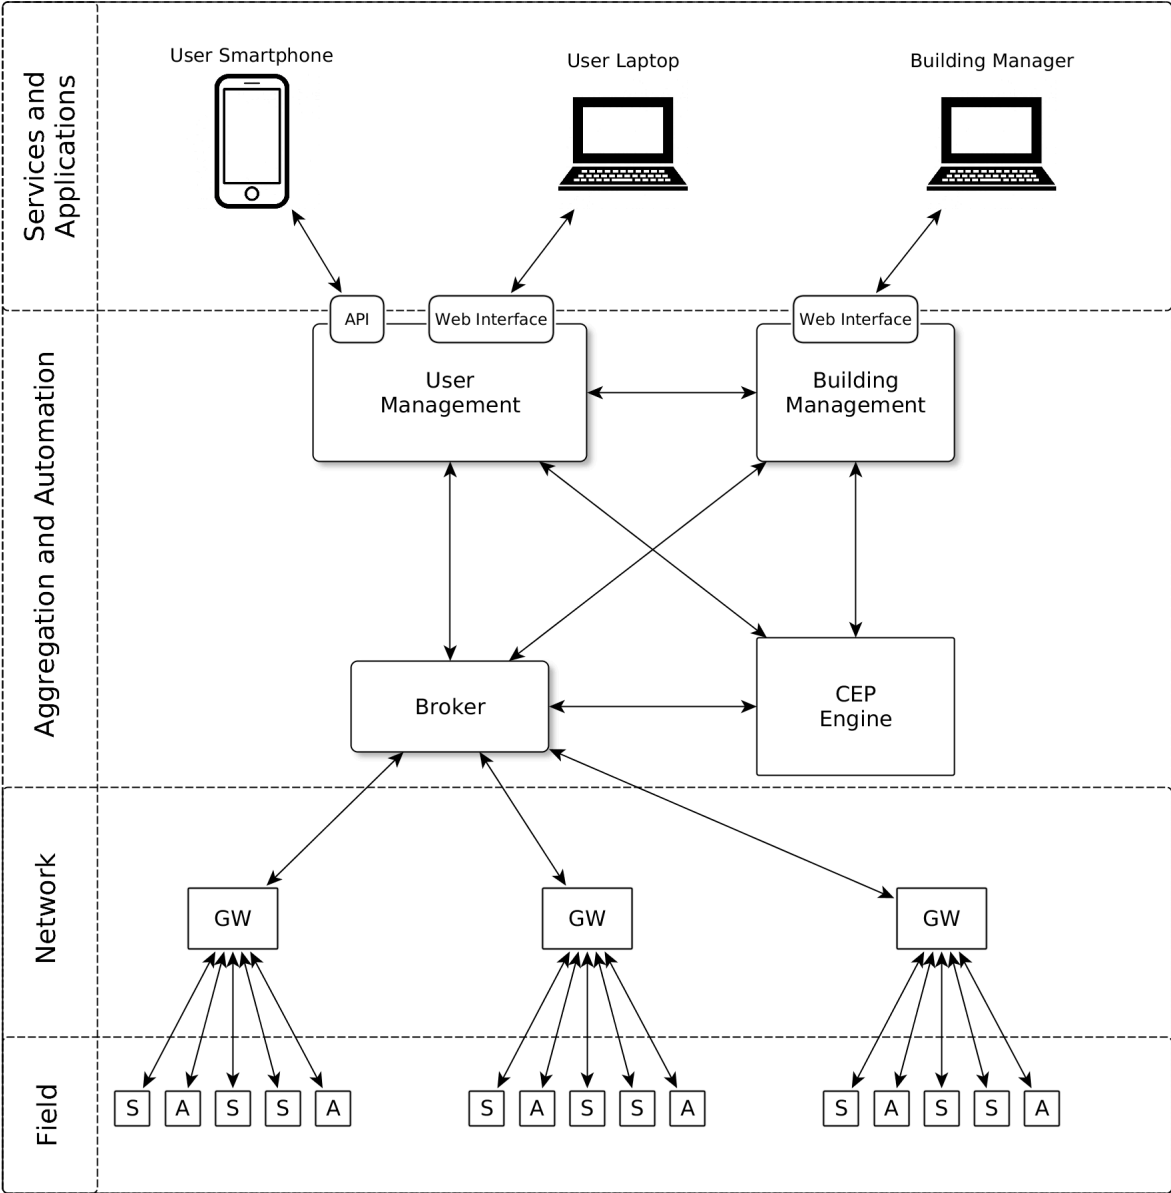 Services and
Applications
User Smartphone
User Laptop
Building Manager
API
Web Interface
Web Interface
Aggregation and Automation
User
Management
Building
Management
Broker
CEP
Engine
Network
GW
GW
GW
Field
S A S S A
S A S S A
S A S S A